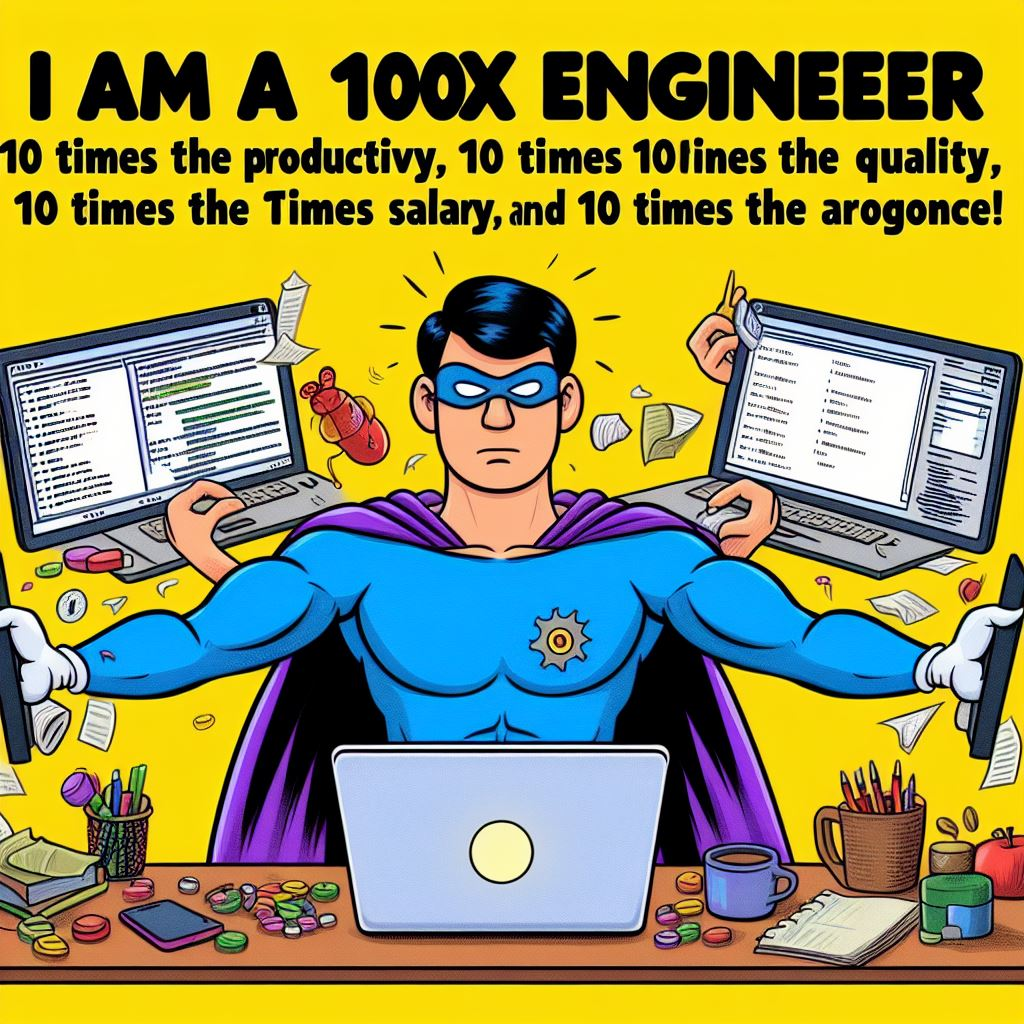 I AM A 100X ENGINEEER
10 times the productivy, 10 times 10lines the quality,
10 times the Times salary, and 10 times the arogonce!